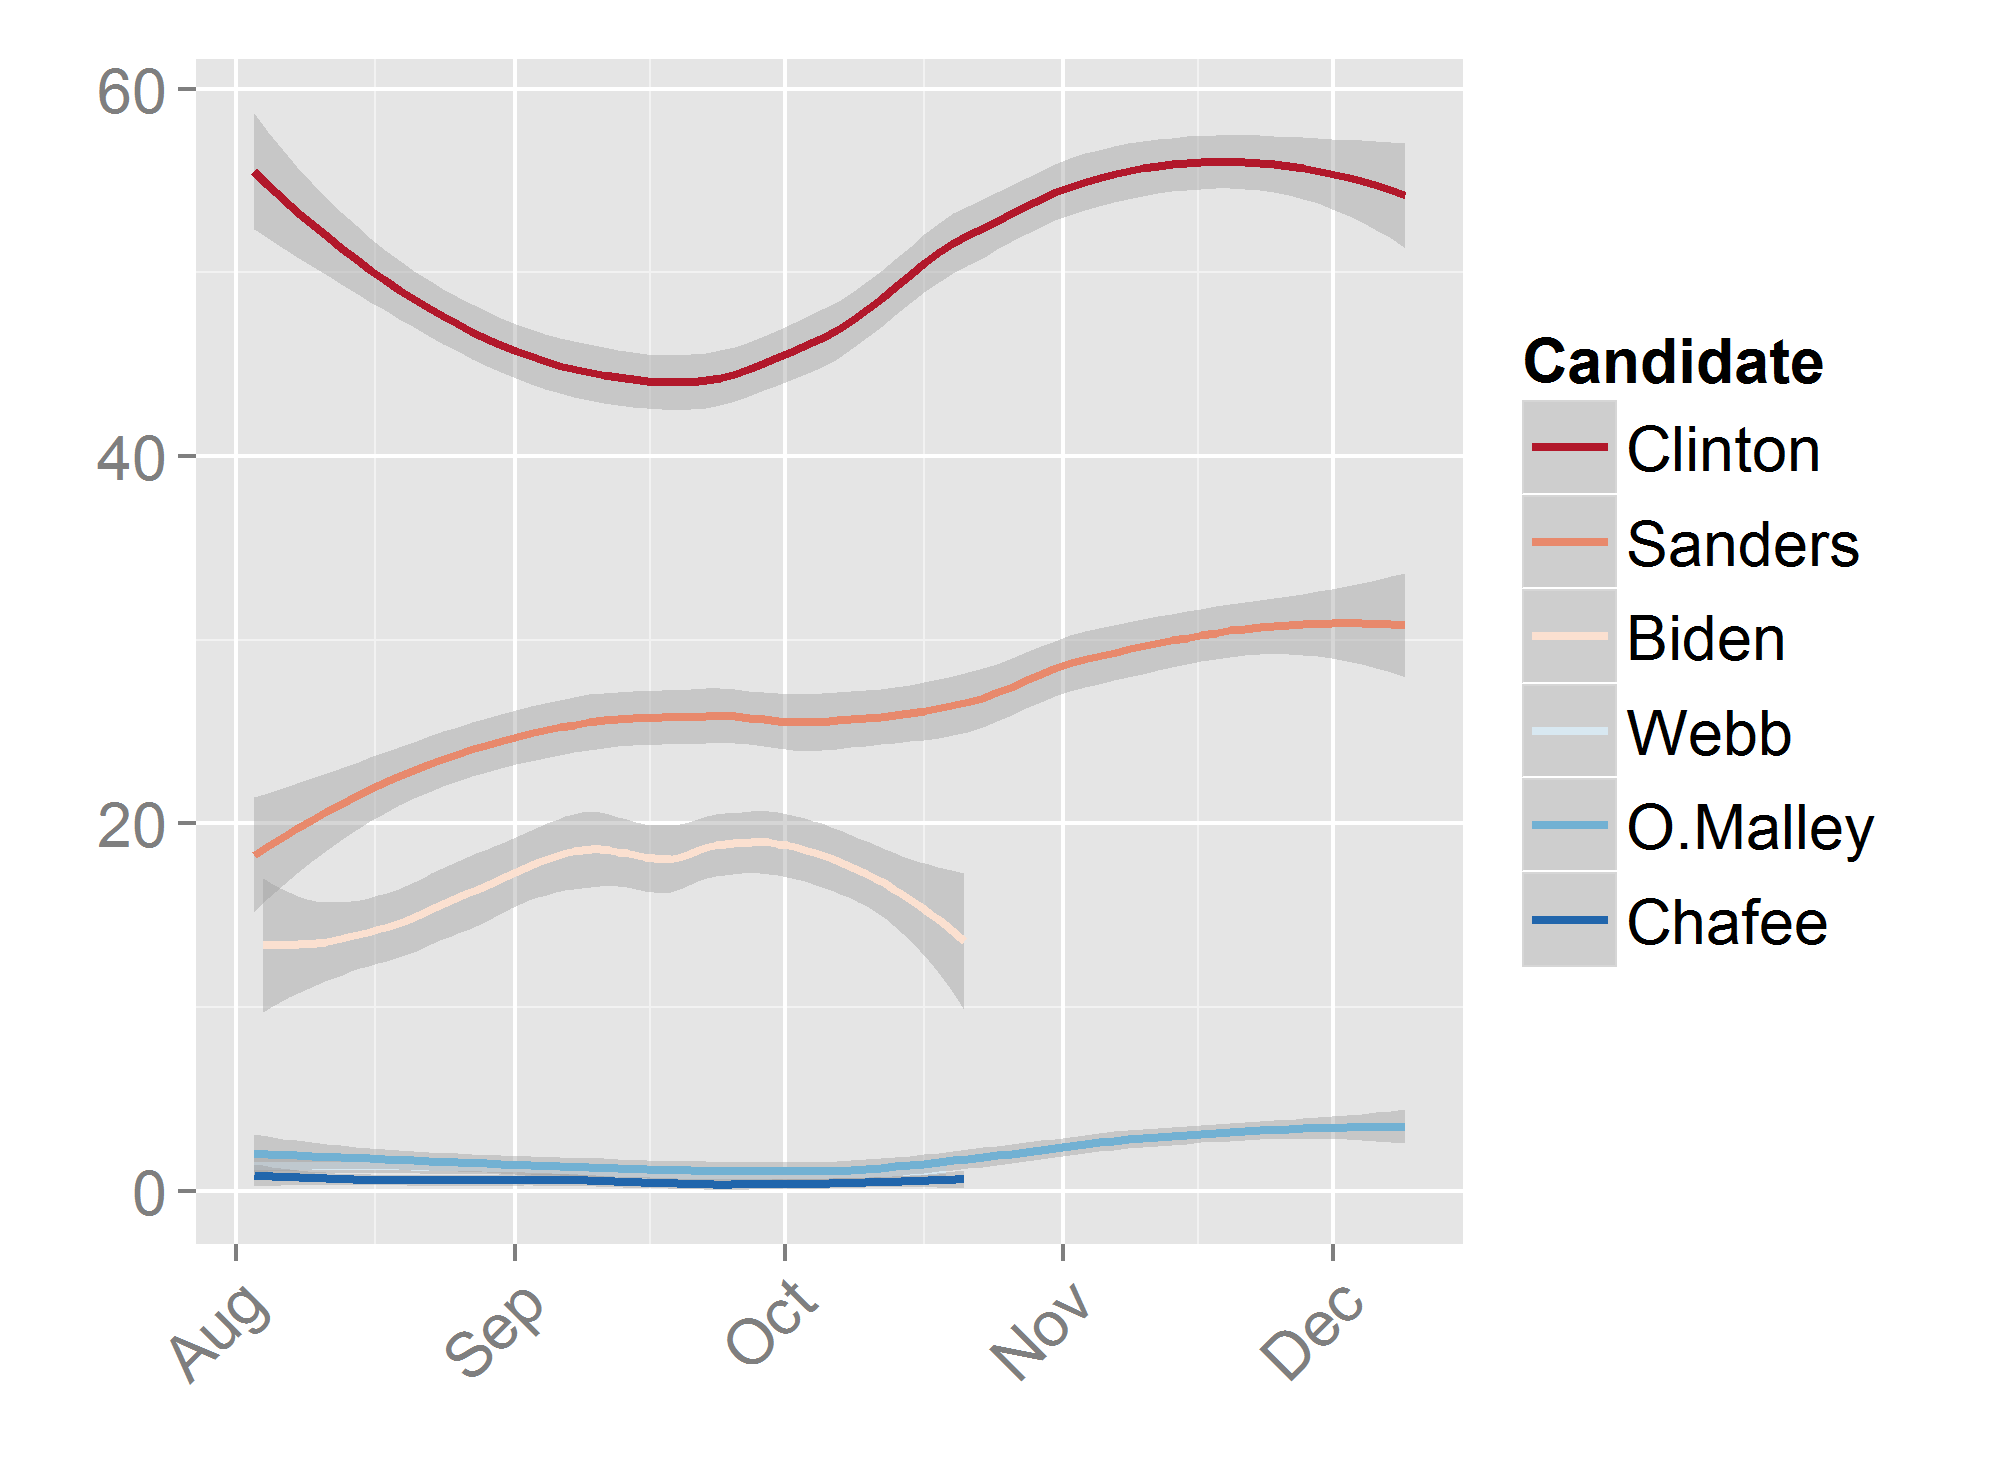 60
40
20
0
Aug
Sep
Oct
Nov
Dec
Candidate
Clinton
Sanders
Biden
Webb
O.Malley
Chafee